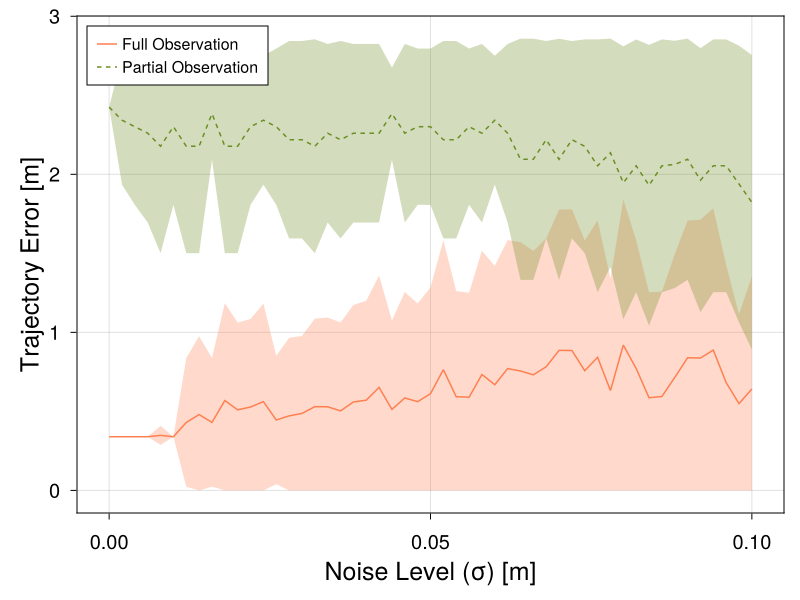 Full Observation
Partial Observation
Trajectory Error [m]
3
2
1
0
0.00
0.05
0.10
Noise Level (σ) [m]